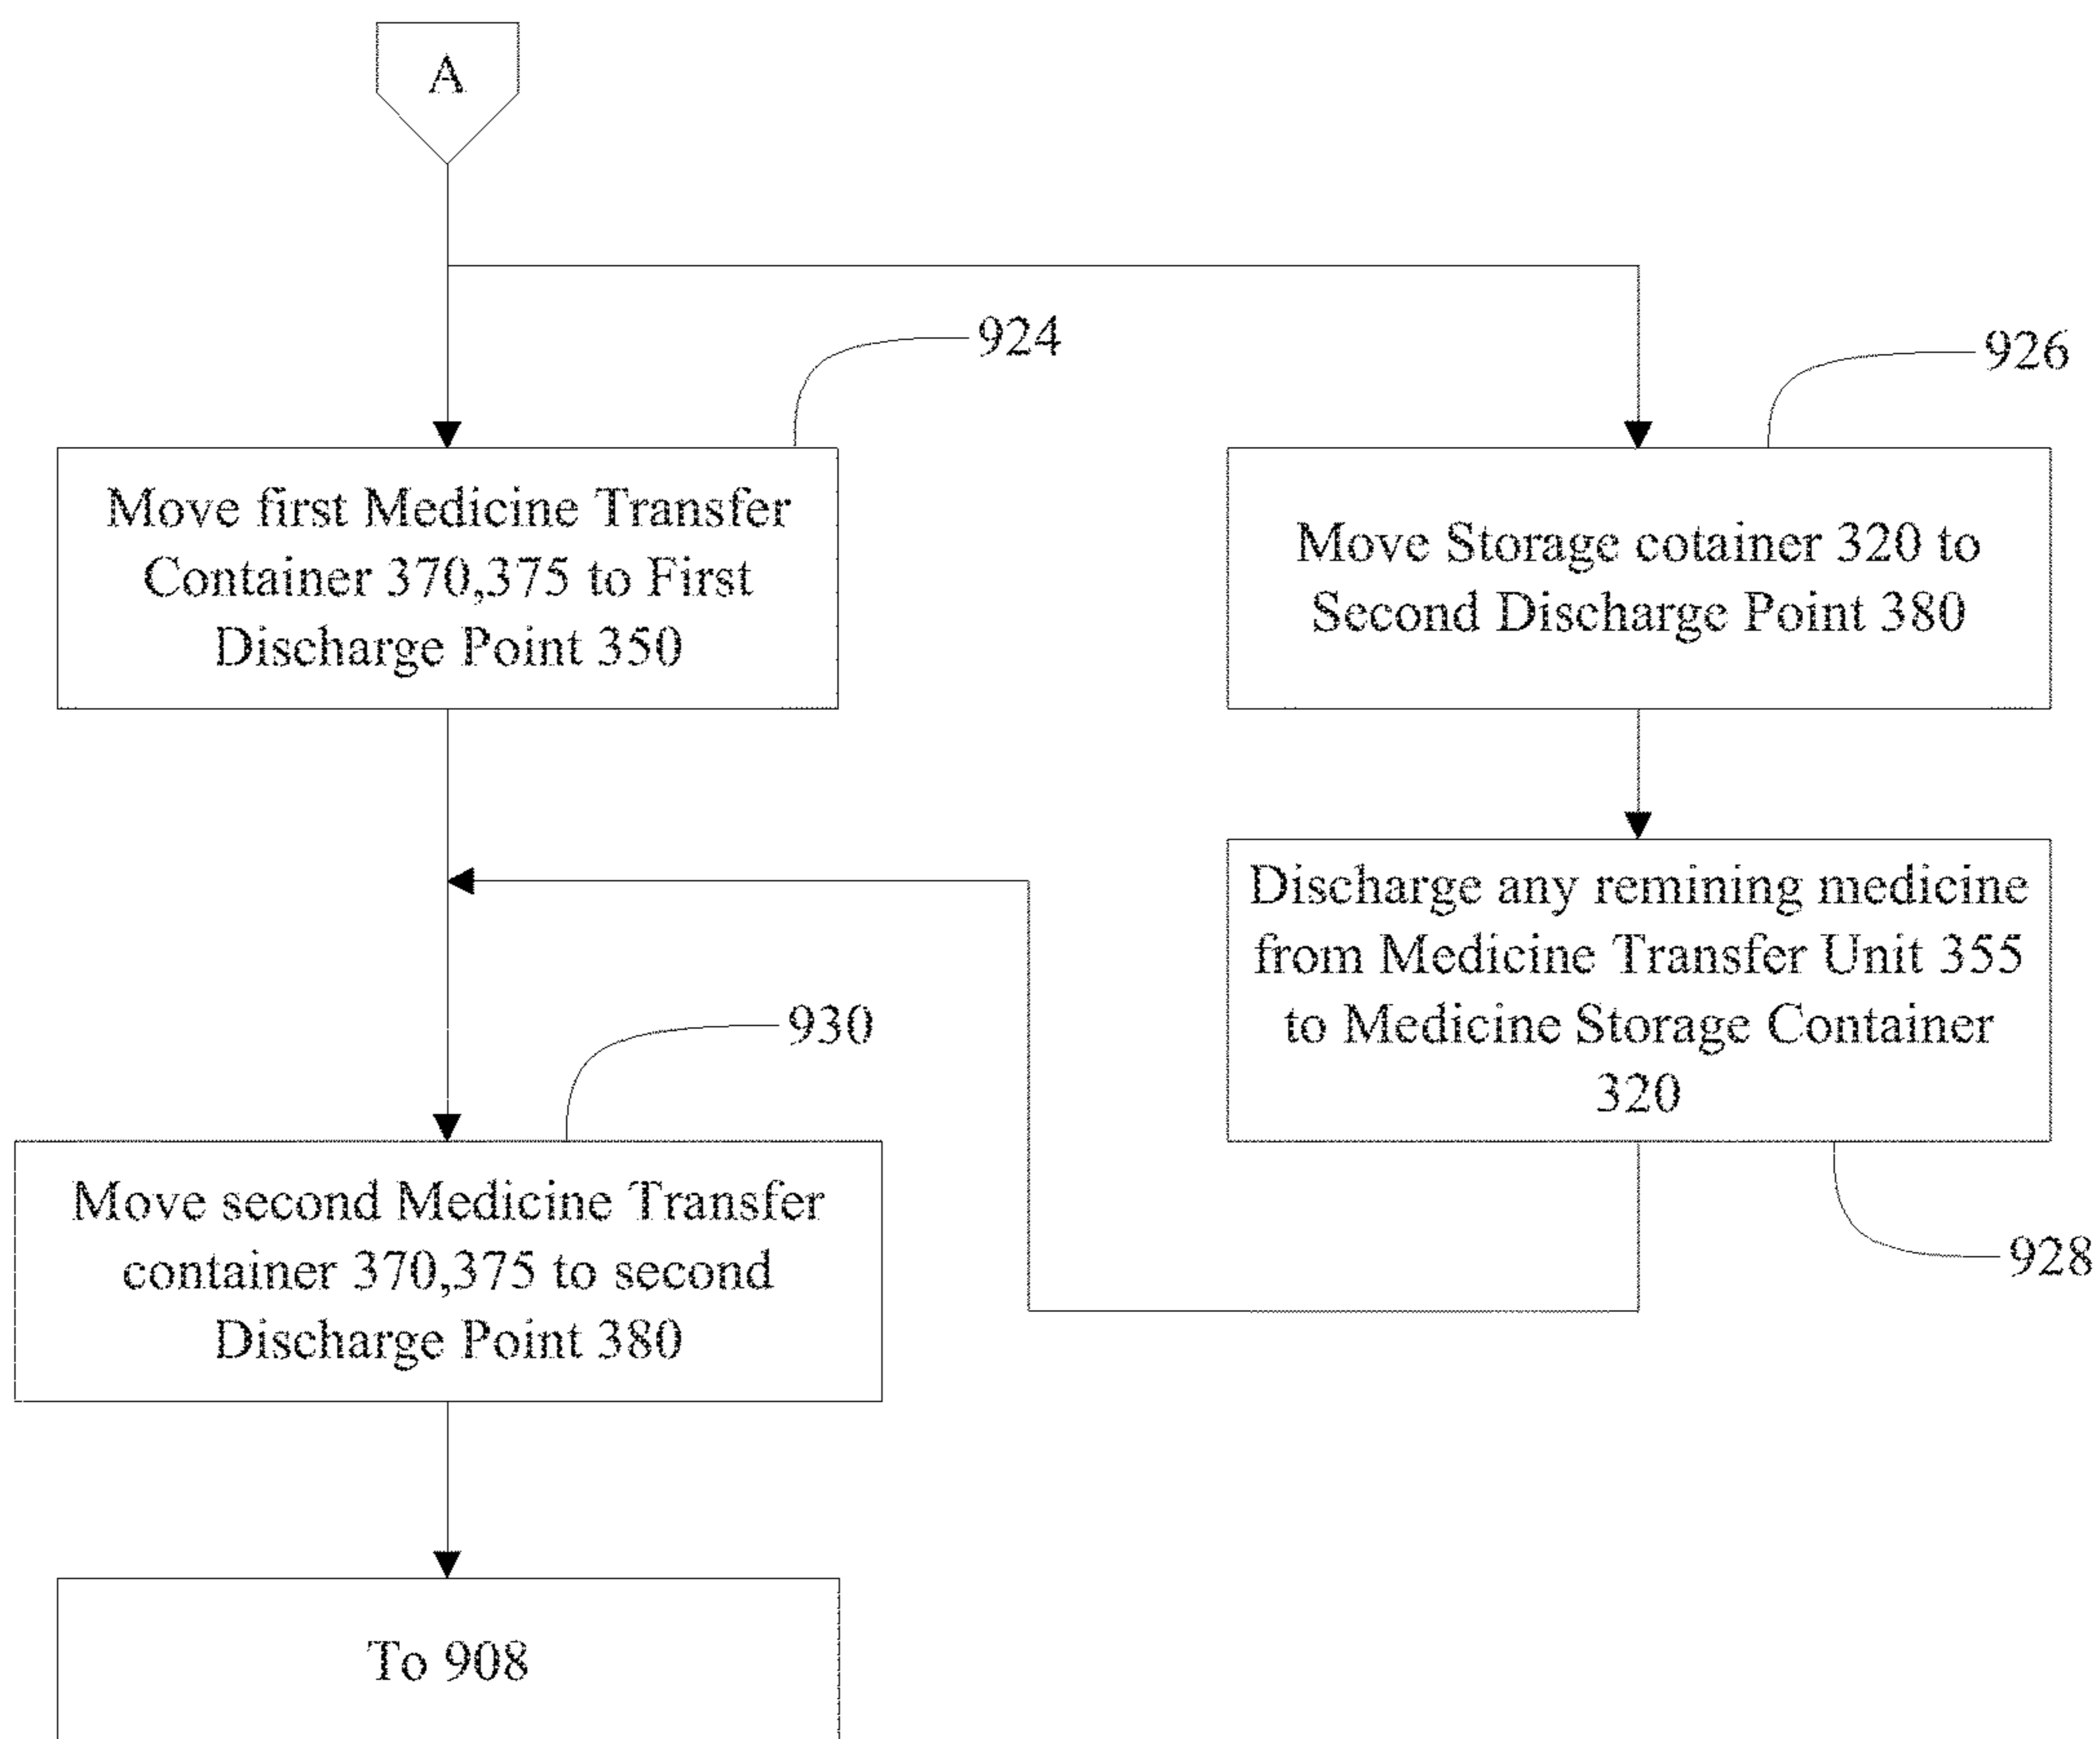 A
924
926
Move first Medicine Transfer
Container 370,375 to First
Discharge Point 350
Move Storage cotainer 320 to
Second Discharge Point 380
Discharge any remining medicine
from Medicine Transfer Unit 355
to Medicine Storage Container
320
930
Move second Medicine Transfer
container 370,375 to second
Discharge Point 380
928
To 908